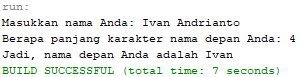 run:
Masukkan nama Anda: Ivan Andrianto
Berapa panjang karakter nama depan Anda: 4
Jadi, nama depan Anda adalah Ivan
BUILD SUCCESSFUL (total time: 7 seconds)